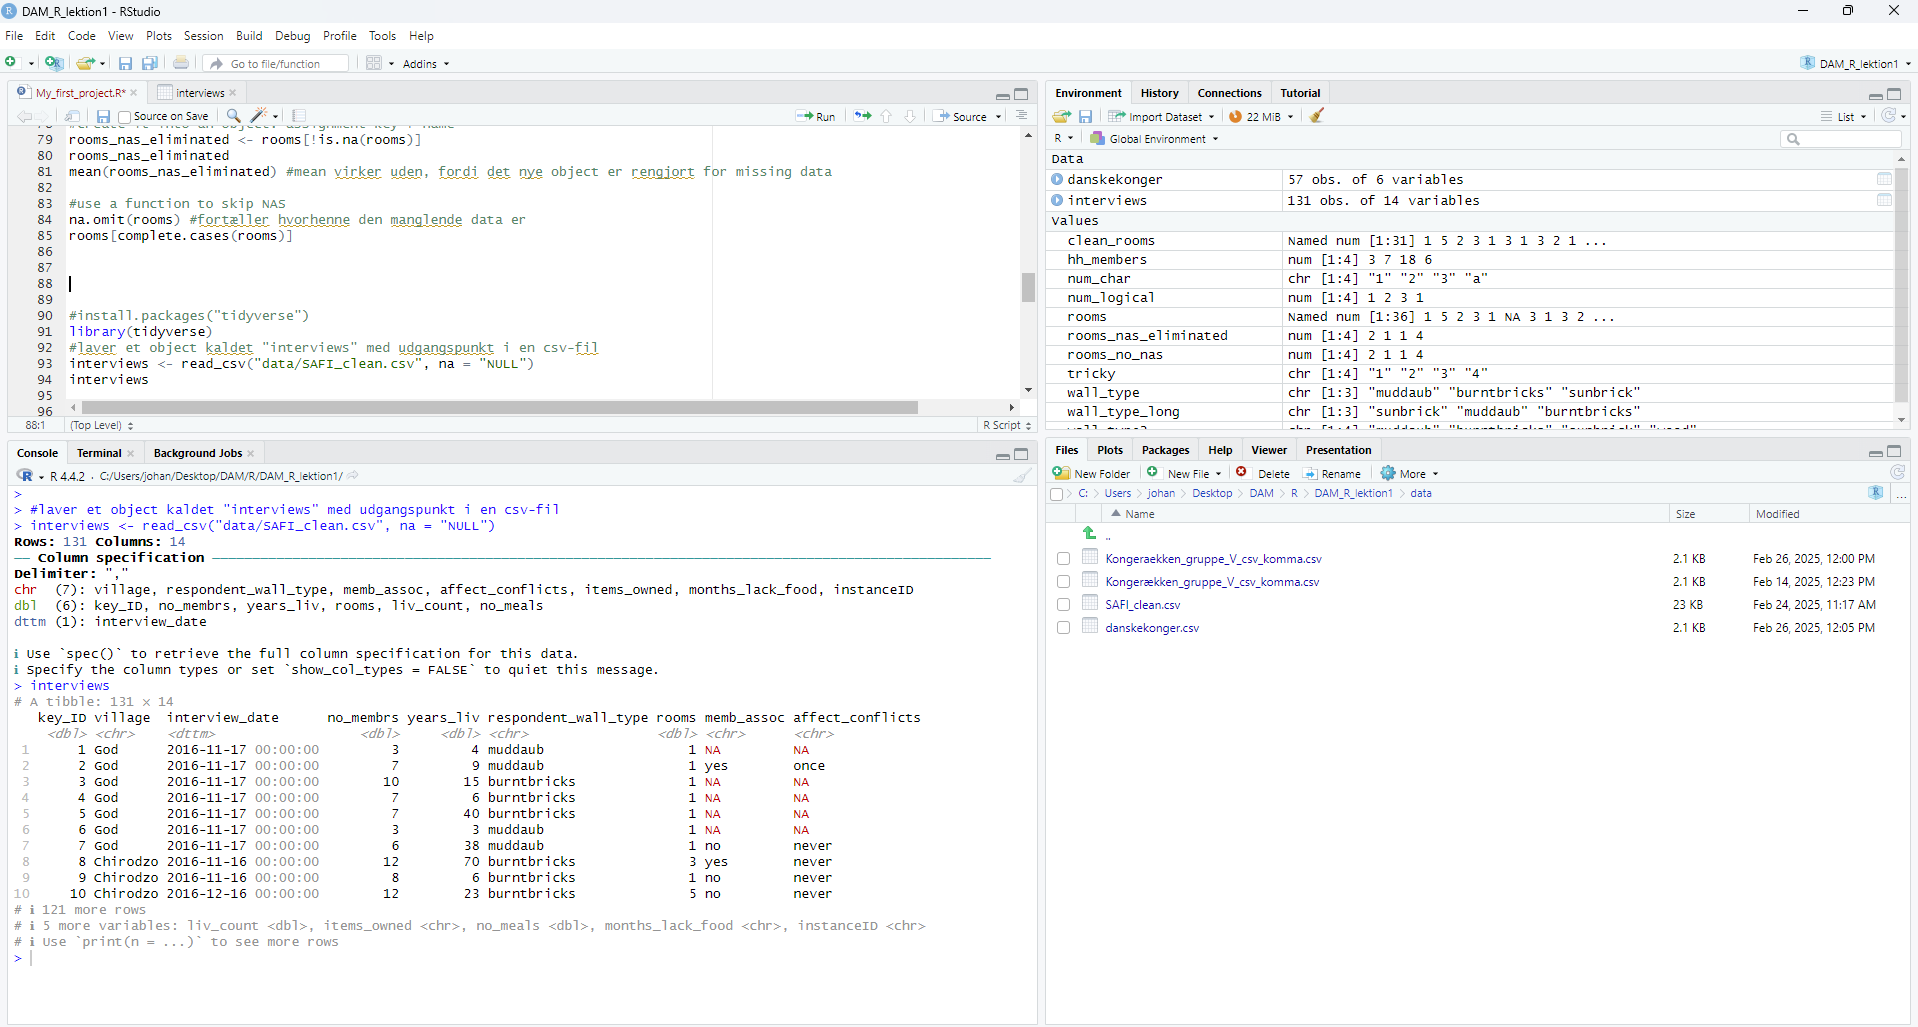 DAM_R_lektion1 - RStudio
File Edit Code View Plots Session Build Debug Profile Tools Help
Go to file/function Addins
DAM_R_lektion1
My_first_project.R* interviews
Source on Save Run Source
79 rooms_nas_eliminated <- rooms[!is.na(rooms)]
80 rooms_nas_eliminated
81 mean(rooms_nas_eliminated) #mean virker uden, fordi det nye object er rengjort for missing data
82
83 #use a function to skip NAS
84 na.omit(rooms) #fortæller hvorhenne den manglende data er
85 rooms[complete.cases(rooms)]
86
87
88
89
90 #install.packages("tidyverse")
91 library(tidyverse)
92 #laver et object kaldet "interviews" med udgangspunkt i en csv-fil
93 interviews <- read_csv("data/SAFI_clean.csv", na = "NULL")
94 interviews
95
96
88:1 (Top Level) R Script
Console Terminal Background Jobs
R 4.4.2 · C:/Users/johan/Desktop/DAM/R/DAM_R_lektion1/
>
> #laver et object kaldet "interviews" med udgangspunkt i en csv-fil
> interviews <- read_csv("data/SAFI_clean.csv", na = "NULL")
Rows: 131 Columns: 14
── Column specification ──
Delimiter: ","
chr (7): village, respondent_wall_type, memb_assoc, affect_conflicts, items_owned, months_lack_food, instanceID
dbl (6): key_ID, no_membrs, years_liv, rooms, liv_count, no_meals
dttm (1): interview_date
ℹ Use `spec()` to retrieve the full column specification for this data.
ℹ Specify the column types or set `show_col_types = FALSE` to quiet this message.
> interviews
# A tibble: 131 × 14
key_ID village interview_date no_membrs years_liv respondent_wall_type rooms memb_assoc affect_conflicts
<dbl> <chr> <dttm> <dbl> <dbl> <chr> <dbl> <chr> <chr>
1 1 God 2016-11-17 00:00:00 3 4 muddaub 1 NA NA
2 2 God 2016-11-17 00:00:00 7 9 muddaub 1 yes once
3 3 God 2016-11-17 00:00:00 10 15 burntbricks 1 NA NA
4 4 God 2016-11-17 00:00:00 7 6 burntbricks 1 NA NA
5 5 God 2016-11-17 00:00:00 7 40 burntbricks 1 NA NA
6 6 God 2016-11-17 00:00:00 3 3 muddaub 1 NA NA
7 7 God 2016-11-17 00:00:00 6 38 muddaub 1 no never
8 8 Chirodzo 2016-11-16 00:00:00 12 70 burntbricks 3 yes never
9 9 Chirodzo 2016-11-16 00:00:00 8 6 burntbricks 1 no never
10 10 Chirodzo 2016-12-16 00:00:00 12 23 burntbricks 5 no never
# ℹ 121 more rows
# ℹ 5 more variables: liv_count <dbl>, items_owned <chr>, no_meals <dbl>, months_lack_food <chr>, instanceID <chr>
# ℹ Use `print(n = ...)` to see more rows
>
Environment History Connections Tutorial
Import Dataset 22 MiB List
R Global Environment
Data
danskekonger 57 obs. of 6 variables
interviews 131 obs. of 14 variables
Values
clean_rooms Named num [1:31] 1 5 2 3 1 3 1 3 2 1 ...
hh_members num [1:4] 3 7 18 6
num_char chr [1:4] "1" "2" "3" "a"
num_logical num [1:4] 1 2 3 1
rooms Named num [1:36] 1 5 2 3 1 NA 3 1 3 2 ...
rooms_nas_eliminated num [1:4] 2 1 1 4
rooms_no_nas num [1:4] 2 1 1 4
tricky chr [1:4] "1" "2" "3" "4"
wall_type chr [1:3] "muddaub" "burntbricks" "sunbrick"
wall_type_long chr [1:3] "sunbrick" "muddaub" "burntbricks"
Files Plots Packages Help Viewer Presentation
New Folder New File Delete Rename More
C: Users johan Desktop DAM R DAM_R_lektion1 data ...
Name Size Modified
..
Kongeraekken_gruppe_V_csv_komma.csv 2.1 KB Feb 26, 2025, 12:00 PM
Kongerækken_gruppe_V_csv_komma.csv 2.1 KB Feb 14, 2025, 12:23 PM
SAFI_clean.csv 23 KB Feb 24, 2025, 11:17 AM
danskekonger.csv 2.1 KB Feb 26, 2025, 12:05 PM